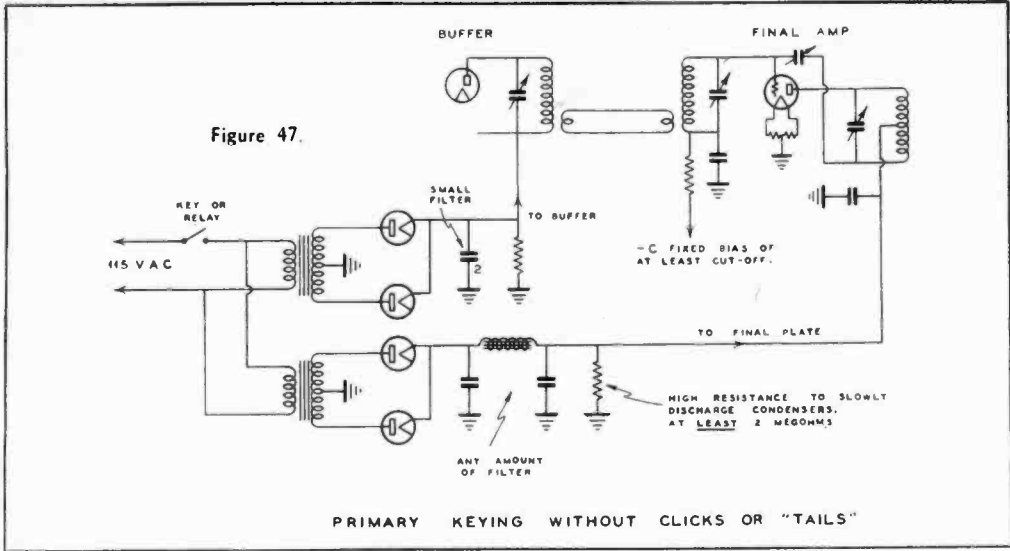 BUFFER
FINAL AMP
Figure 47.
SMALL
FILTER
KEY OR
RELAY
TO BUFFER
115 V AC
2
-C FIXED BIAS OF
AT LEAST CUT-OFF.
TO FINAL PLATE
HIGH RESISTANCE TO SLOWLY
DISCHARGE CONDENSERS.
AT LEAST 2 MEGOHMS
ANT AMOUNT
OF FILTER
PRIMARY KEYING WITHOUT CLICKS OR "TAILS"